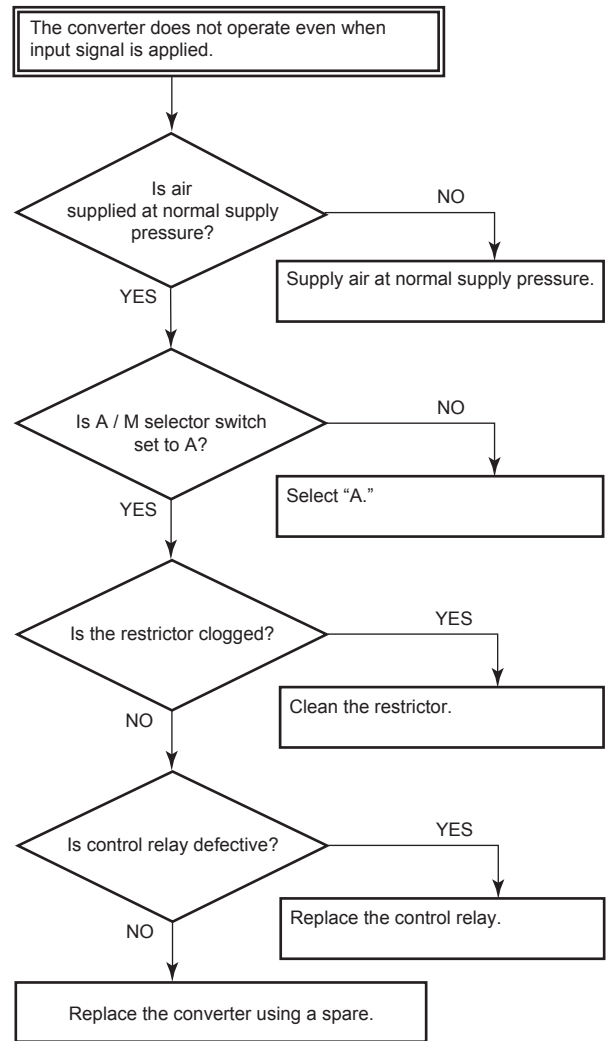 The converter does not operate even when
input signal is applied.
Is air
supplied at normal supply
pressure?
NO
Supply air at normal supply pressure.
YES
Is A / M selector switch
set to A?
NO
Select “A.”
YES
Is the restrictor clogged?
YES
Clean the restrictor.
NO
Is control relay defective?
YES
Replace the control relay.
NO
Replace the converter using a spare.